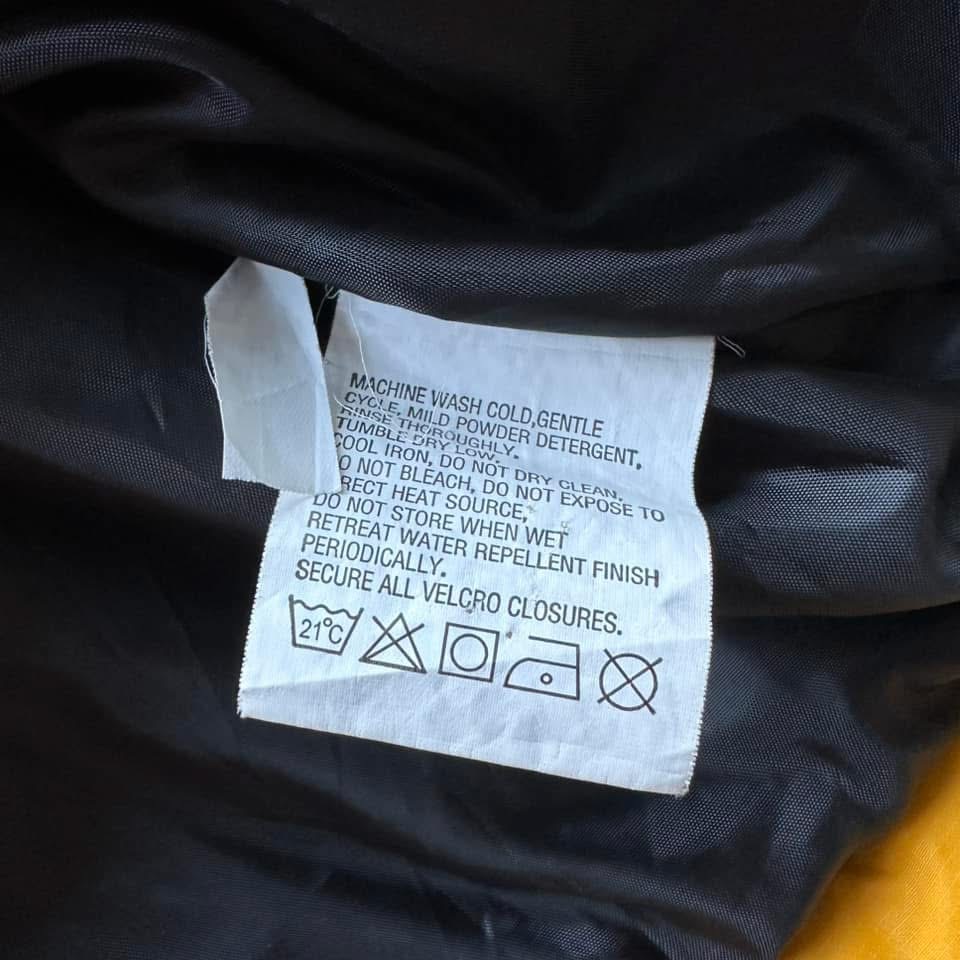 MACHINE WASH COLD,GENTLE
CYCLE, MILD POWDER DETERGENT,
RINSE THOROUGHLY.
TUMBLE DRY LOW.
COOL IRON, DO NOT DRY CLEAN,
O NOT BLEACH, DO NOT EXPOSE TO
RECT HEAT SOURCE,
DO NOT STORE WHEN WET
RETREAT WATER REPELLENT FINISH
PERIODICALLY.
SECURE ALL VELCRO CLOSURES.
21°C